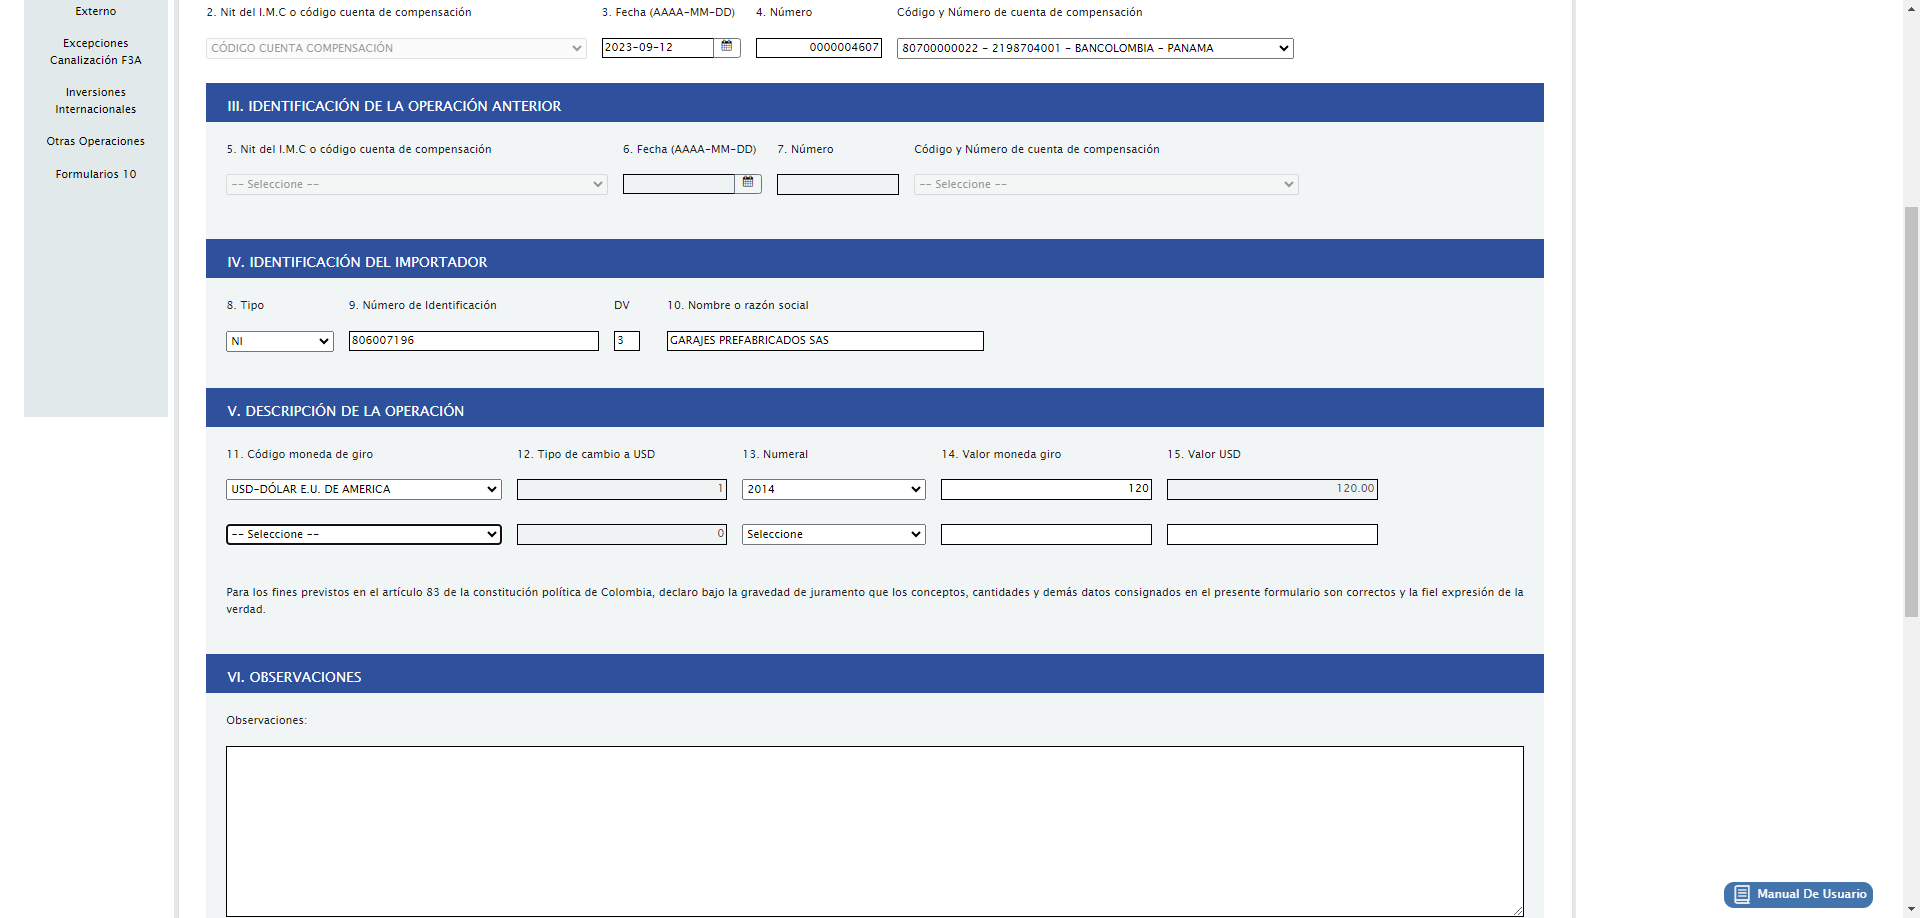 Externo
Excepciones
Canalización F3A
Inversiones
Internacionales
Otras Operaciones
Formularios 10
2. Nit del I.M.C o código cuenta de compensación
3. Fecha (AAAA-MM-DD)
4. Número
Código y Número de cuenta de compensación
CÓDIGO CUENTA COMPENSACIÓN
2023-09-12
0000004607
80700000022 - 2198704001 - BANCOLOMBIA - PANAMA
III. IDENTIFICACIÓN DE LA OPERACIÓN ANTERIOR
5. Nit del I.M.C o código cuenta de compensación
6. Fecha (AAAA-MM-DD)
7. Número
Código y Número de cuenta de compensación
-- Seleccione --
-- Seleccione --
IV. IDENTIFICACIÓN DEL IMPORTADOR
8. Tipo
9. Número de Identificación
DV
10. Nombre o razón social
NI
806007196
3
GARAJES PREFABRICADOS SAS
V. DESCRIPCIÓN DE LA OPERACIÓN
11. Código moneda de giro
12. Tipo de cambio a USD
13. Numeral
14. Valor moneda giro
15. Valor USD
USD-DÓLAR E.U. DE AMERICA
1
2014
120
120.00
-- Seleccione --
0
Seleccione
Para los fines previstos en el artículo 83 de la constitución política de Colombia, declaro bajo la gravedad de juramento que los conceptos, cantidades y demás datos consignados en el presente formulario son correctos y la fiel expresión de la
verdad.
VI. OBSERVACIONES
Observaciones:
Manual De Usuario